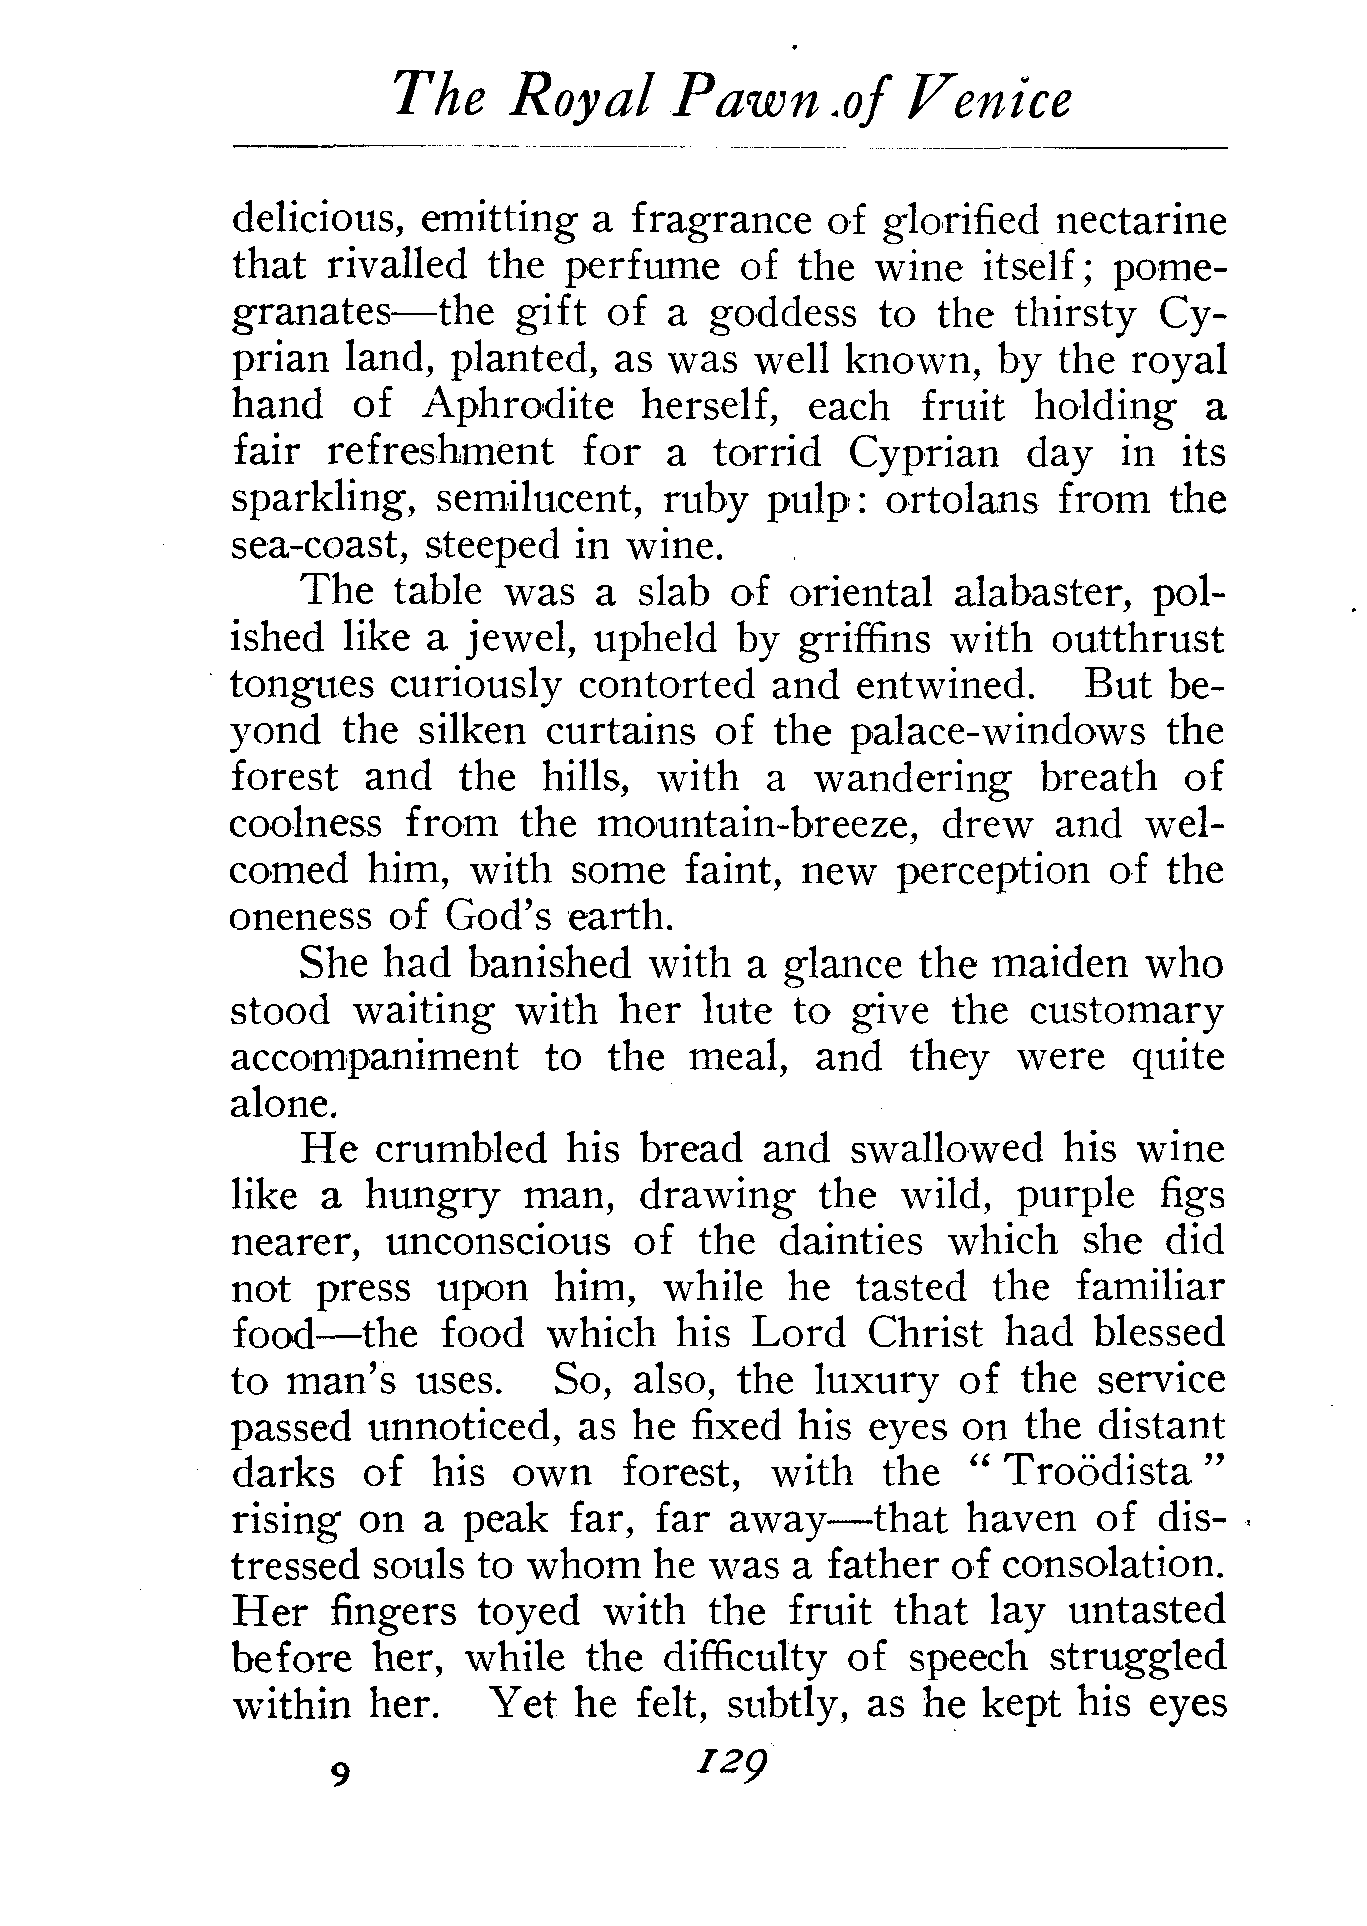 The Royal Pawn of Venice
delicious, emitting a fragrance of glorified nectarine
that rivalled the perfume of the wine itself; pome-
granates—the gift of a goddess to the thirsty Cy-
prian land, planted, as was well known, by the royal
hand of Aphrodite herself, each fruit holding a
fair refreshment for a torrid Cyprian day in its
sparkling, semilucent, ruby pulp: ortolans from the
sea-coast, steeped in wine.
The table was a slab of oriental alabaster, pol-
ished like a jewel, upheld by griffins with outthrust
tongues curiously contorted and entwined. But be-
yond the silken curtains of the palace-windows the
forest and the hills, with a wandering breath of
coolness from the mountain-breeze, drew and wel-
comed him, with some faint, new perception of the
oneness of God's earth.
She had banished with a glance the maiden who
stood waiting with her lute to give the customary
accompaniment to the meal, and they were quite
alone.
He crumbled his bread and swallowed his wine
like a hungry man, drawing the wild, purple figs
nearer, unconscious of the dainties which she did
not press upon him, while he tasted the familiar
food—the food which his Lord Christ had blessed
to man's uses. So, also, the luxury of the service
passed unnoticed, as he fixed his eyes on the distant
darks of his own forest, with the “ Troödista ”
rising on a peak far, far away—that haven of dis-
tressed souls to whom he was a father of consolation.
Her fingers toyed with the fruit that lay untasted
before her, while the difficulty of speech struggled
within her. Yet he felt, subtly, as he kept his eyes
9 129